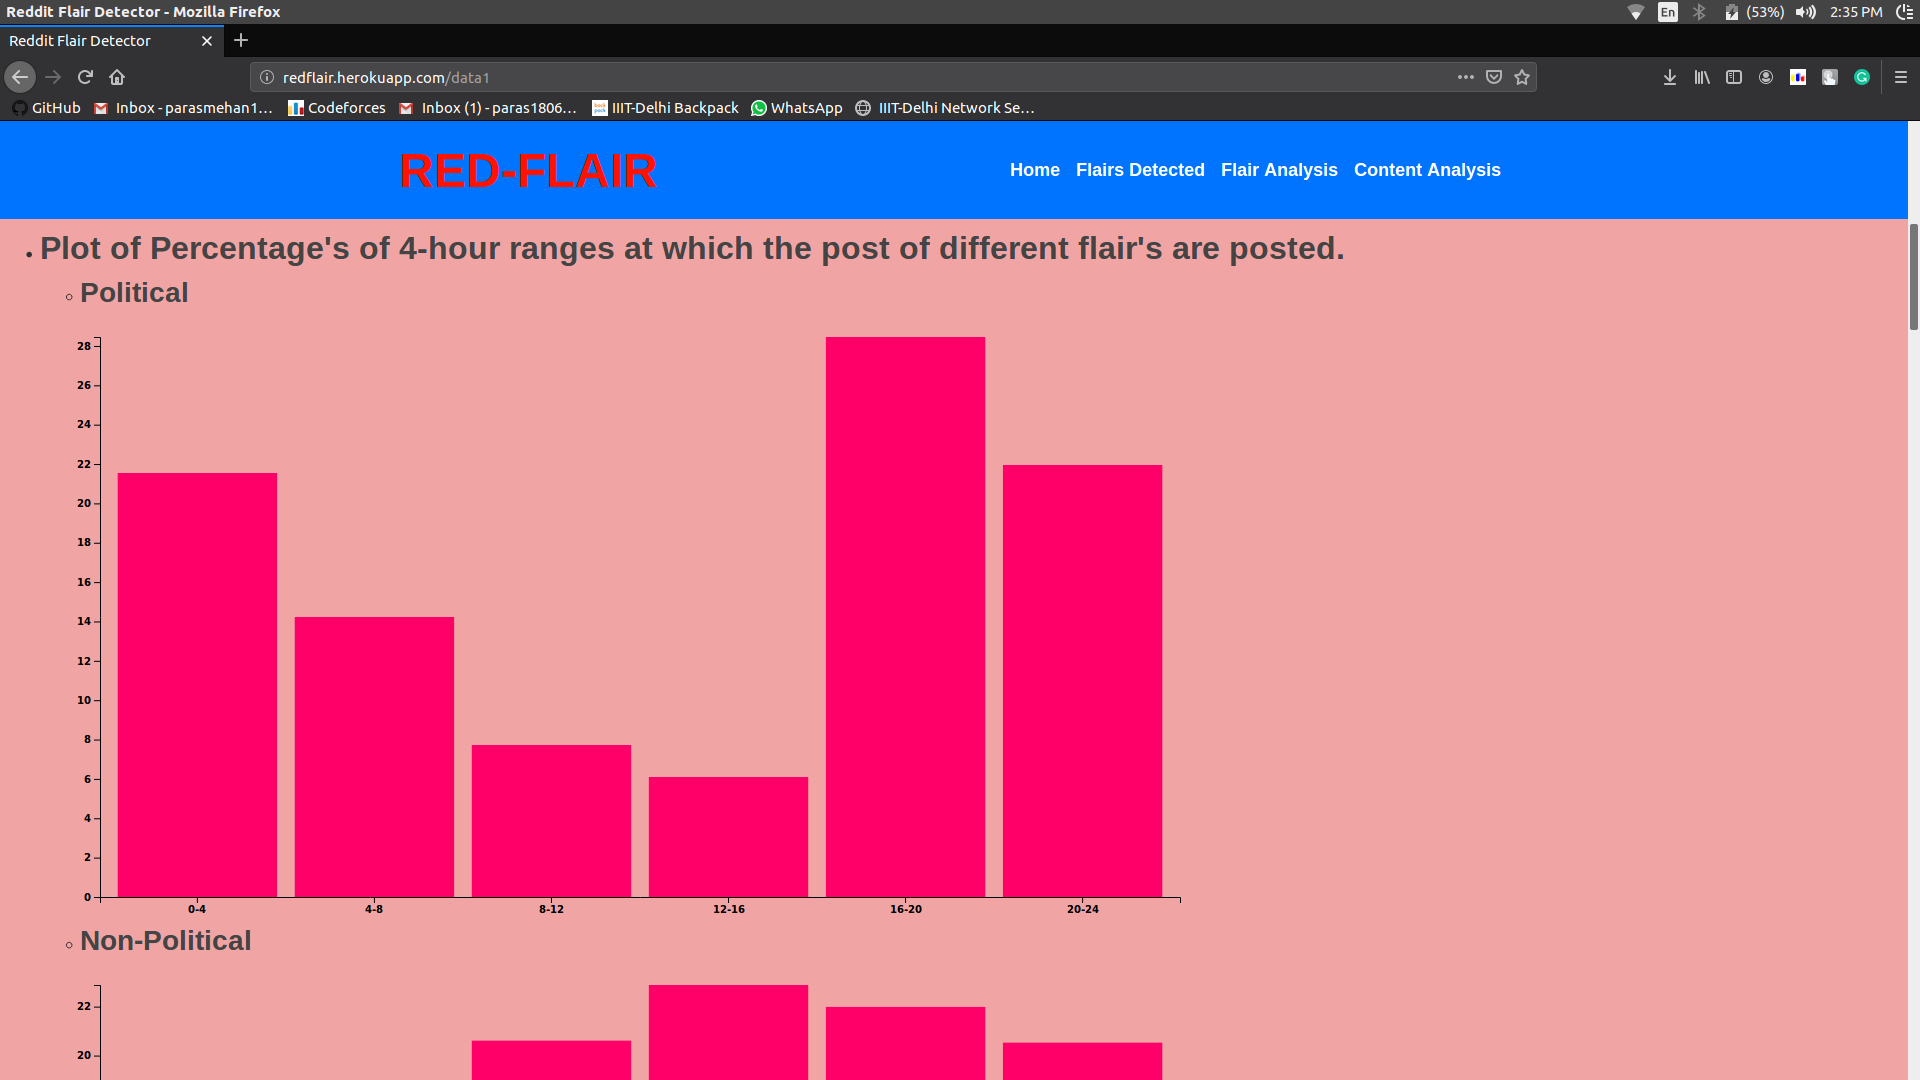 Reddit Flair Detector - Mozilla Firefox
En (53%) 2:35 PM
Reddit Flair Detector
redflair.herokuapp.com/data1
GitHub Inbox - parasmehan1… Codeforces Inbox (1) - paras1806… IIIT-Delhi Backpack WhatsApp IIIT-Delhi Network Se…
RED-FLAIR
Home Flairs Detected Flair Analysis Content Analysis
Plot of Percentage's of 4-hour ranges at which the post of different flair's are posted.
Political
28
26
24
22
20
18
16
14
12
10
8
6
4
2
0
0-4 4-8 8-12 12-16 16-20 20-24
Non-Political
22
20